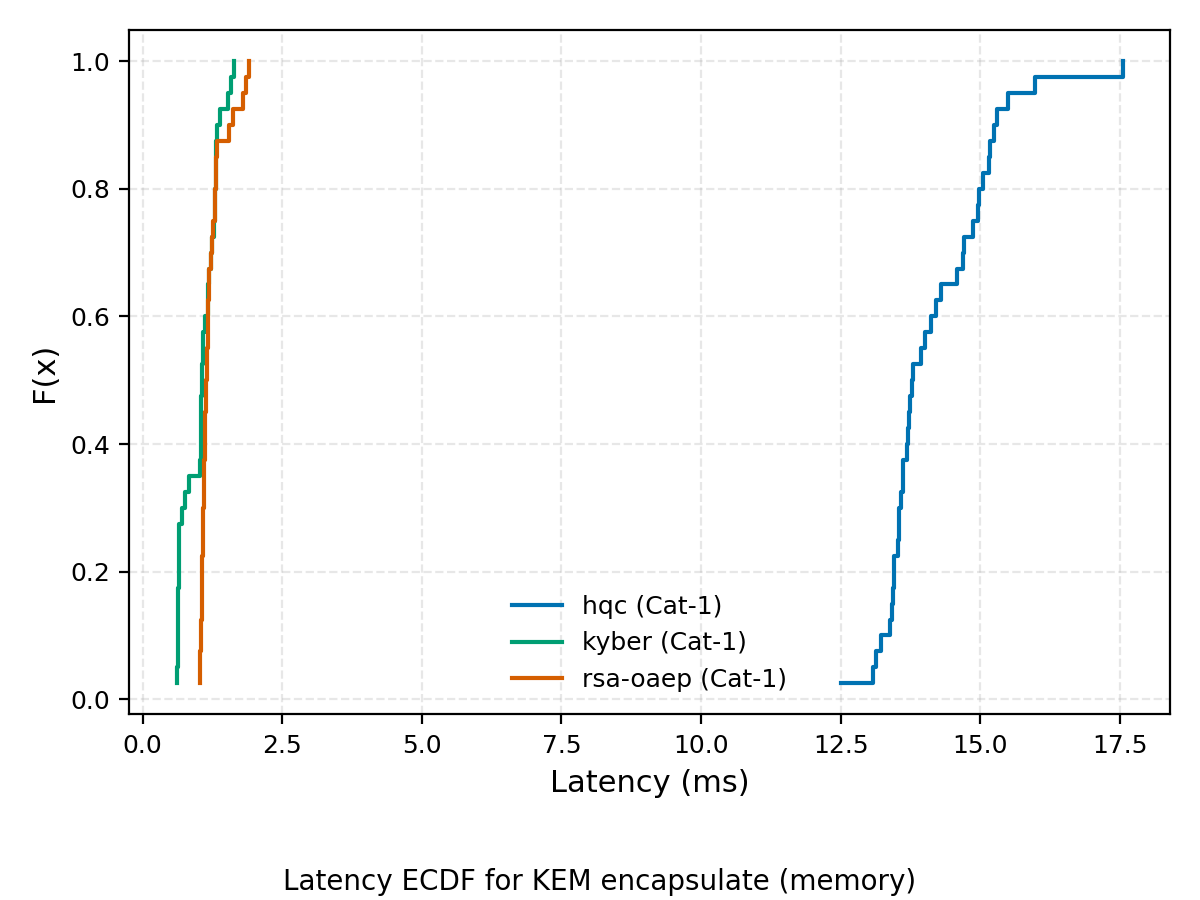 1.0
0.8
0.6
0.4
0.2
0.0
F(x)
hqc (Cat-1)
kyber (Cat-1)
rsa-oaep (Cat-1)
0.0 2.5 5.0 7.5 10.0 12.5 15.0 17.5
Latency (ms)
Latency ECDF for KEM encapsulate (memory)